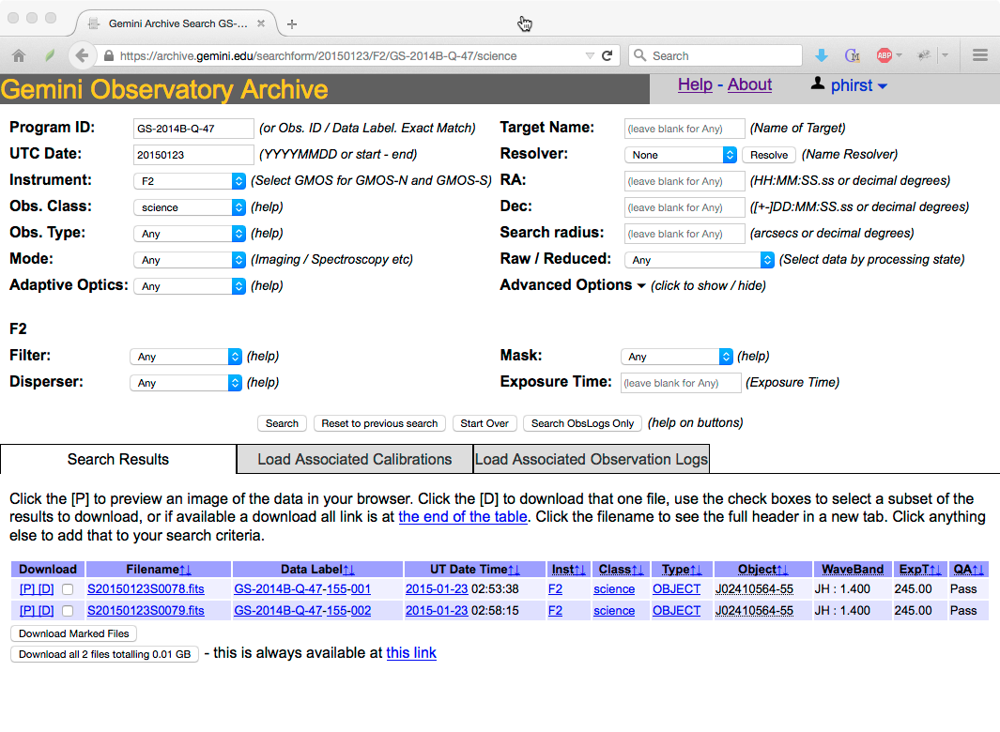 Gemini Archive Search GS-...
https://archive.gemini.edu/searchform/20150123/F2/GS-2014B-Q-47/science
Search
ABP
Gemini Observatory Archive
Help - About
phirst
Program ID: GS-2014B-Q-47 (or Obs. ID / Data Label. Exact Match) Target Name: (leave blank for Any) (Name of Target)
UTC Date: 20150123 (YYYYMMDD or start - end) Resolver: None Resolve (Name Resolver)
Instrument: F2 (Select GMOS for GMOS-N and GMOS-S) RA: (leave blank for Any) (HH:MM:SS.ss or decimal degrees)
Obs. Class: science (help) Dec: (leave blank for Any) ([+-]DD:MM:SS.ss or decimal degrees)
Obs. Type: Any (help) Search radius: (leave blank for Any) (arcsecs or decimal degrees)
Mode: Any (Imaging / Spectroscopy etc) Raw / Reduced: Any (Select data by processing state)
Adaptive Optics: Any (help) Advanced Options (click to show / hide)
F2
Filter: Any (help) Mask: Any (help)
Disperser: Any (help) Exposure Time: (leave blank for Any) (Exposure Time)
Search Reset to previous search Start Over Search ObsLogs Only (help on buttons)
Search Results Load Associated Calibrations Load Associated Observation Logs
Click the [P] to preview an image of the data in your browser. Click the [D] to download that one file, use the check boxes to select a subset of the
results to download, or if available a download all link is at the end of the table. Click the filename to see the full header in a new tab. Click anything
else to add that to your search criteria.
Download Filename↑↓ Data Label↑↓ UT Date Time↑↓ Inst↑↓ Class↑↓ Type↑↓ Object↑↓ WaveBand ExpT↑↓ QA↑↓
[P] [D] S20150123S0078.fits GS-2014B-Q-47-155-001 2015-01-23 02:53:38 F2 science OBJECT J02410564-55 JH : 1.400 245.00 Pass
[P] [D] S20150123S0079.fits GS-2014B-Q-47-155-002 2015-01-23 02:58:15 F2 science OBJECT J02410564-55 JH : 1.400 245.00 Pass
Download Marked Files
Download all 2 files totalling 0.01 GB - this is always available at this link